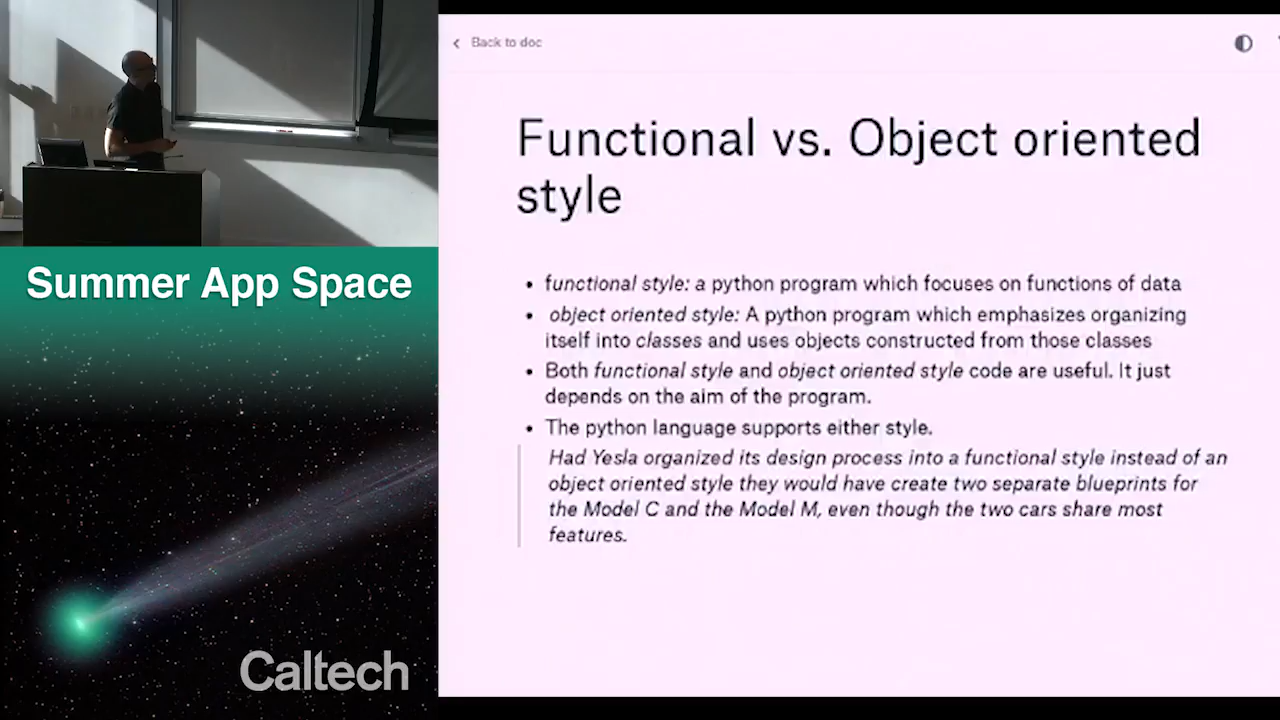 Back to doc
Functional vs. Object oriented
style
• functional style: a python program which focuses on functions of data
• object oriented style: A python program which emphasizes organizing
itself into classes and uses objects constructed from those classes
• Both functional style and object oriented style code are useful. It just
depends on the aim of the program.
• The python language supports either style.
Had Yesla organized its design process into a functional style instead of an
object oriented style they would have create two separate blueprints for
the Model C and the Model M, even though the two cars share most
features.
Summer App Space
Caltech